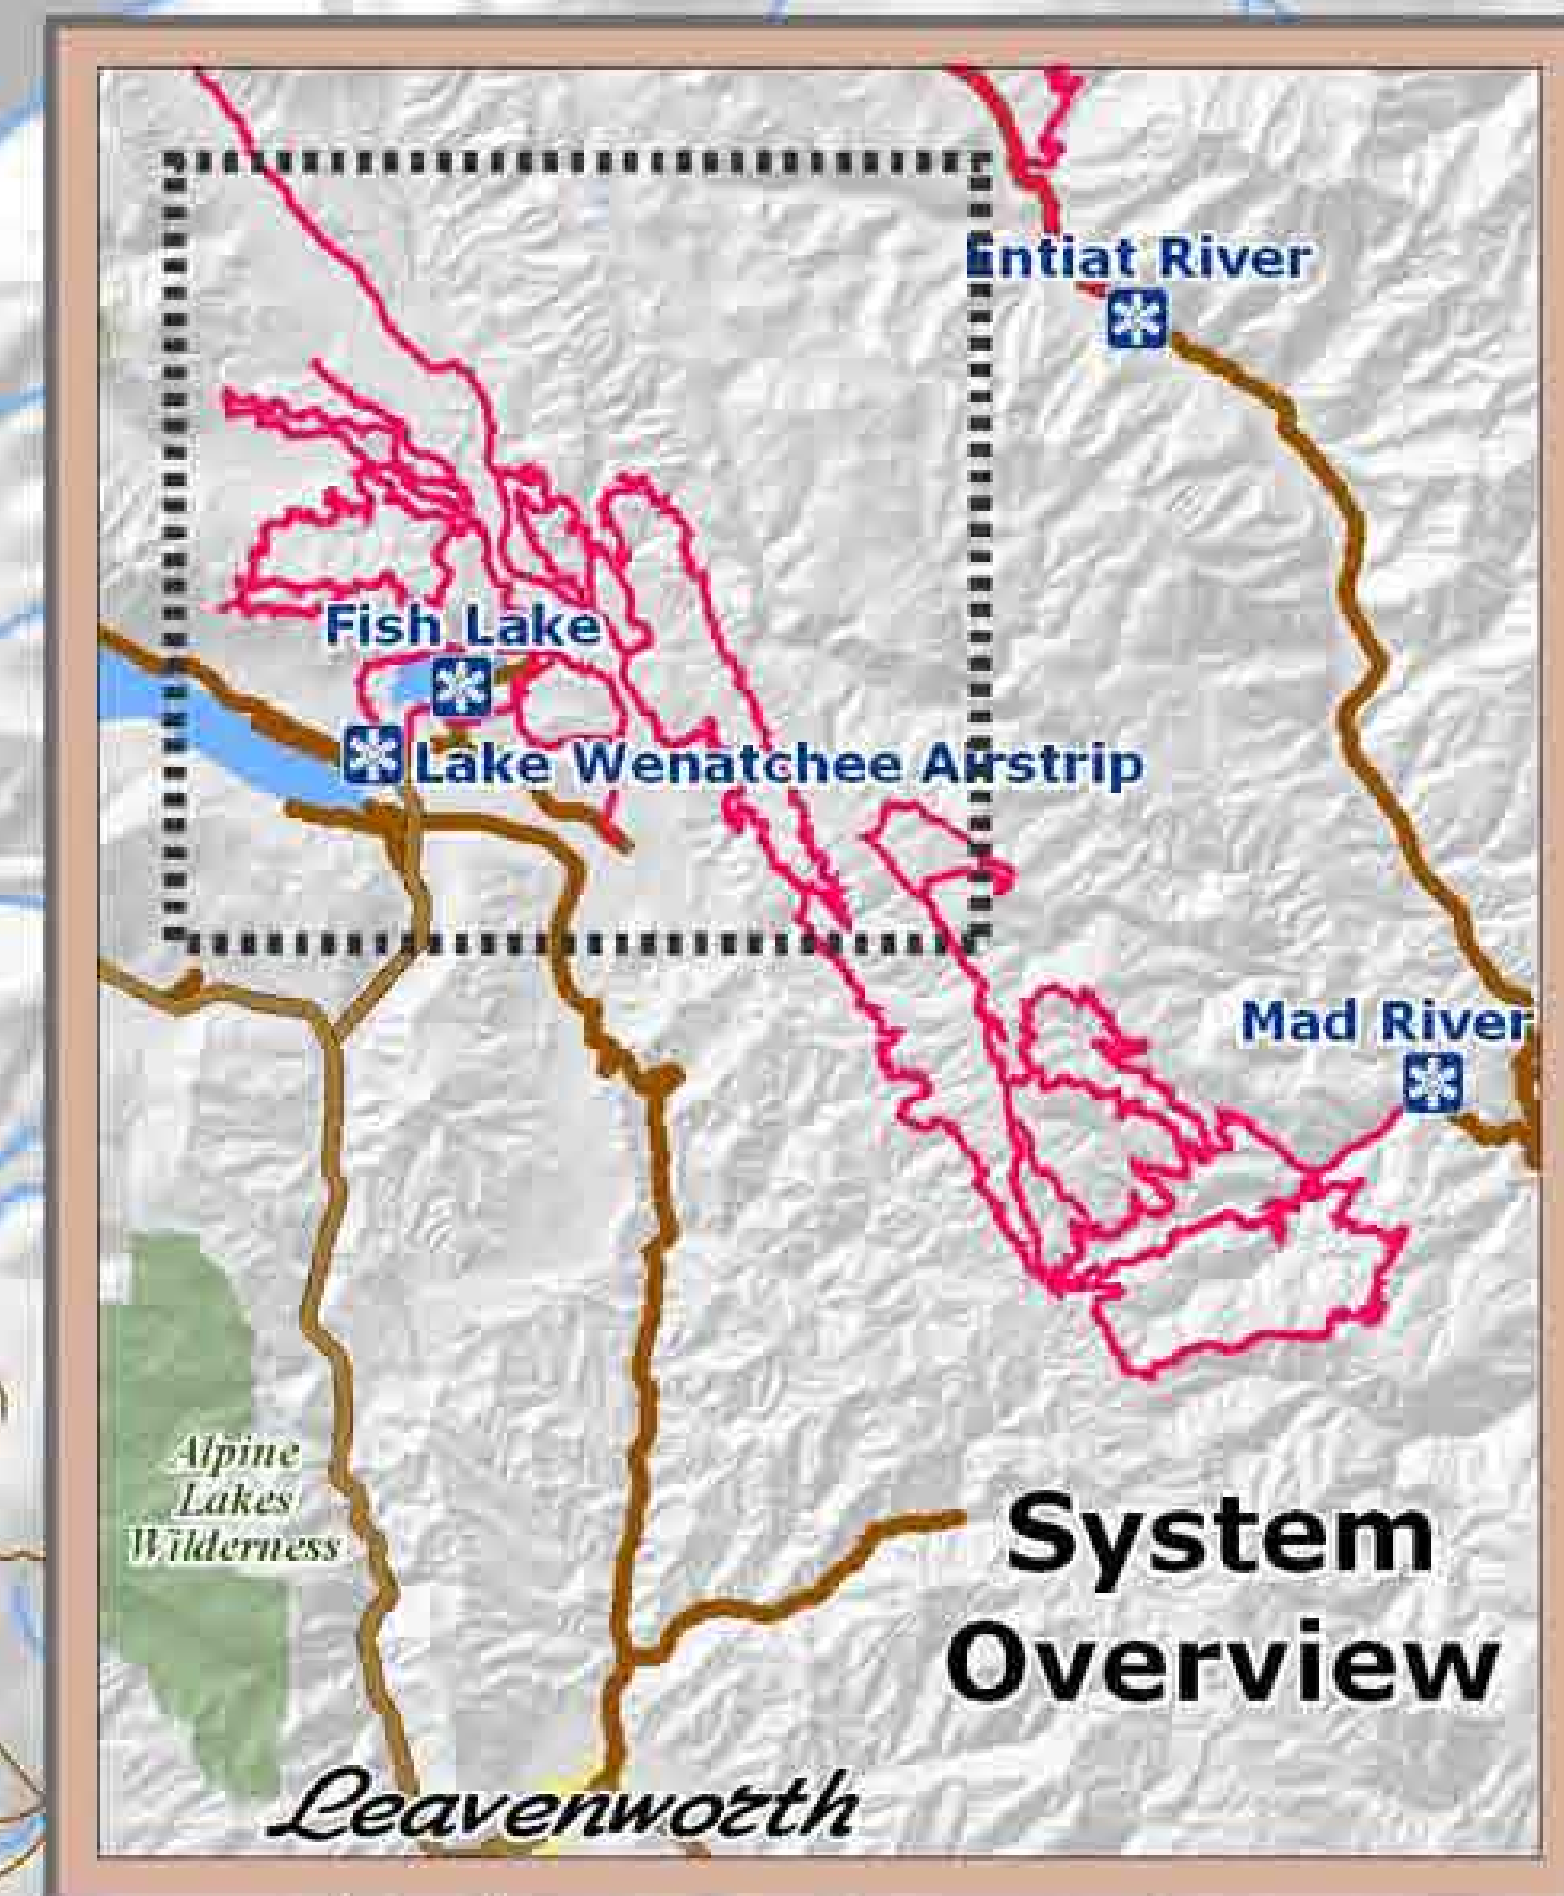 Entiat River
Fish Lake
Lake Wenatchee Airstrip
Mad River
Alpine
Lakes
Wilderness
System
Overview
Leavenworth